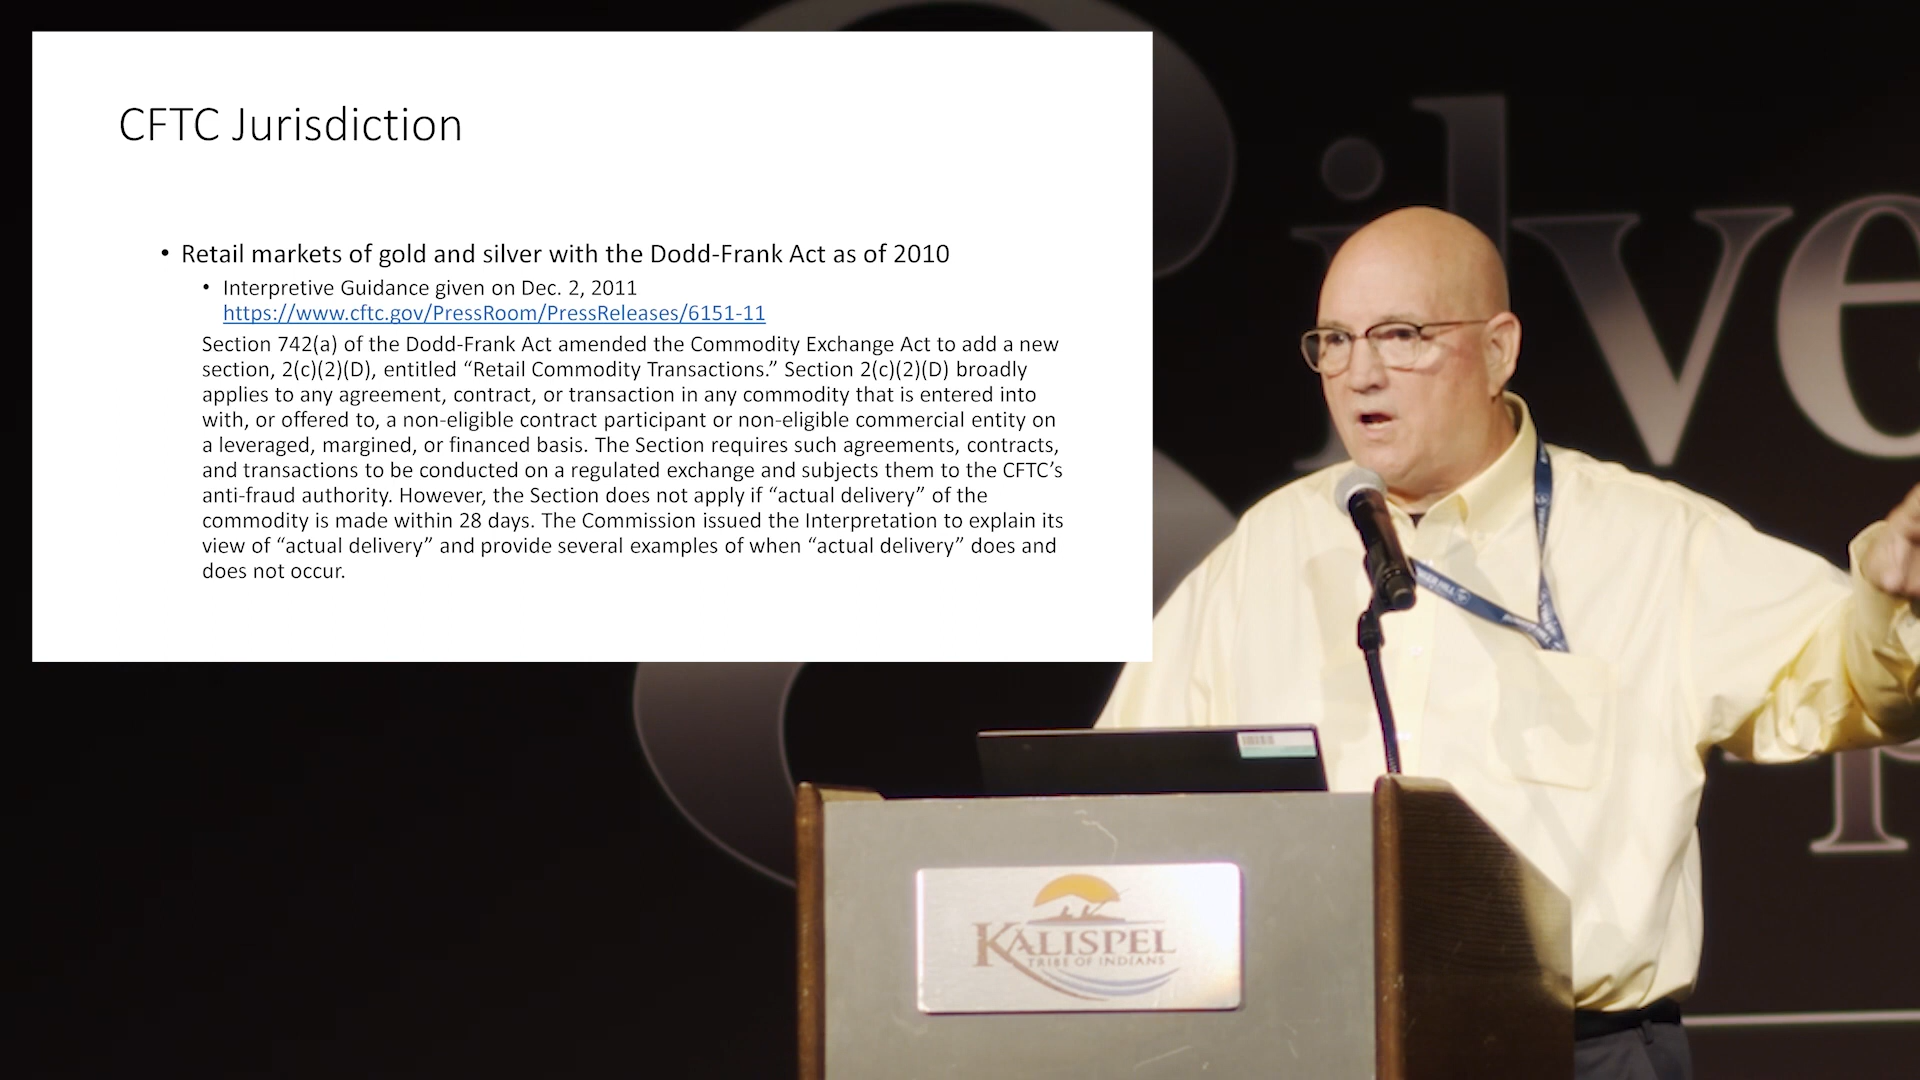 CFTC Jurisdiction
• Retail markets of gold and silver with the Dodd-Frank Act as of 2010
• Interpretive Guidance given on Dec. 2, 2011
https://www.cftc.gov/PressRoom/PressReleases/6151-11
Section 742(a) of the Dodd-Frank Act amended the Commodity Exchange Act to add a new
section, 2(c)(2)(D), entitled “Retail Commodity Transactions.” Section 2(c)(2)(D) broadly
applies to any agreement, contract, or transaction in any commodity that is entered into
with, or offered to, a non-eligible contract participant or non-eligible commercial entity on
a leveraged, margined, or financed basis. The Section requires such agreements, contracts,
and transactions to be conducted on a regulated exchange and subjects them to the CFTC’s
anti-fraud authority. However, the Section does not apply if “actual delivery” of the
commodity is made within 28 days. The Commission issued the Interpretation to explain its
view of “actual delivery” and provide several examples of when “actual delivery” does and
does not occur.
KALISPEL
TRIBE OF INDIANS